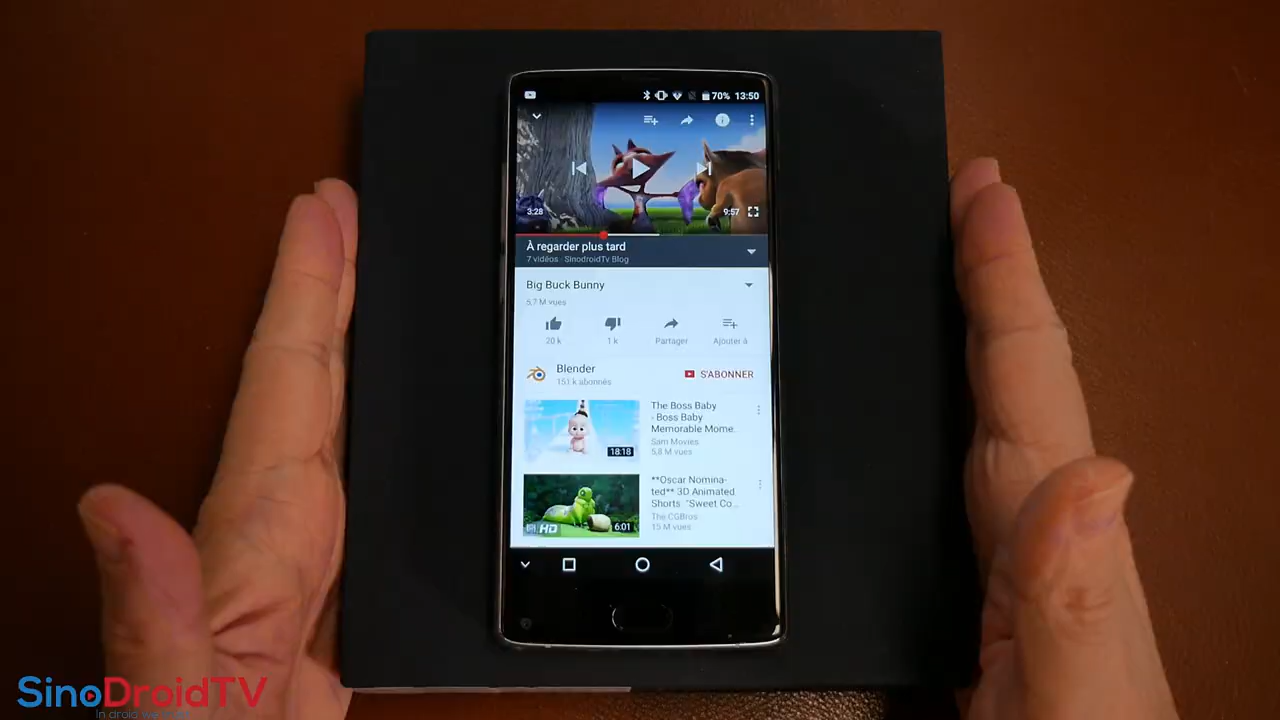 70% 13:50
3:28
9:57
À regarder plus tard
7 vidéos · SinodroidTv Blog
Big Buck Bunny
5,7 M vues
20 k
1 k
Partager
Ajouter à
Blender
151 k abonnés
S'ABONNER
The Boss Baby
- Boss Baby
Memorable Mome...
Sam Movies
5,8 M vues
18:18
**Oscar Nomina-
ted** 3D Animated
Shorts: "Sweet Co...
The CGBros
15 M vues
HD
6:01
SinoDroidTV
In droid we